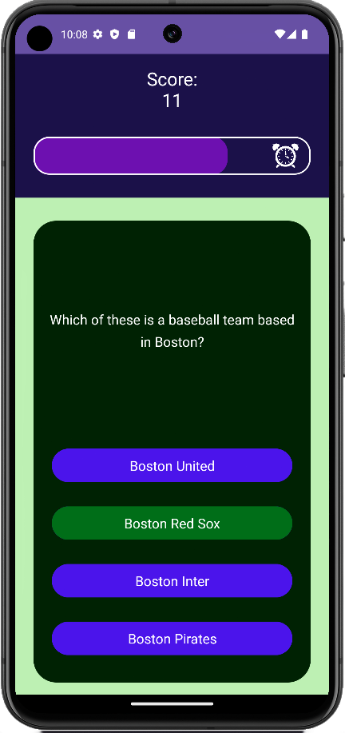 10:08
Score:
11
Which of these is a baseball team based
in Boston?
Boston United
Boston Red Sox
Boston Inter
Boston Pirates